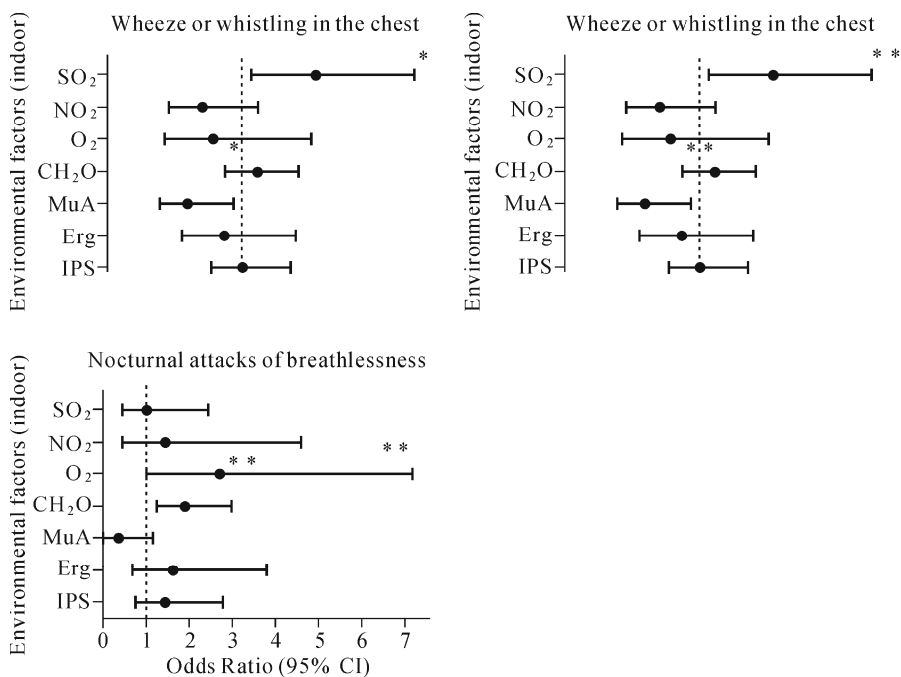 Wheeze or whistling in the chest
Environmental factors (indoor)
*
SO₂
NO₂
O₂
*
CH₂O
MuA
Erg
IPS
Wheeze or whistling in the chest
Environmental factors (indoor)
* *
SO₂
NO₂
O₂
* *
CH₂O
MuA
Erg
IPS
Nocturnal attacks of breathlessness
Environmental factors (indoor)
SO₂
NO₂
* *
O₂
* *
CH₂O
MuA
Erg
IPS
0 1 2 3 4 5 6 7
Odds Ratio (95% CI)